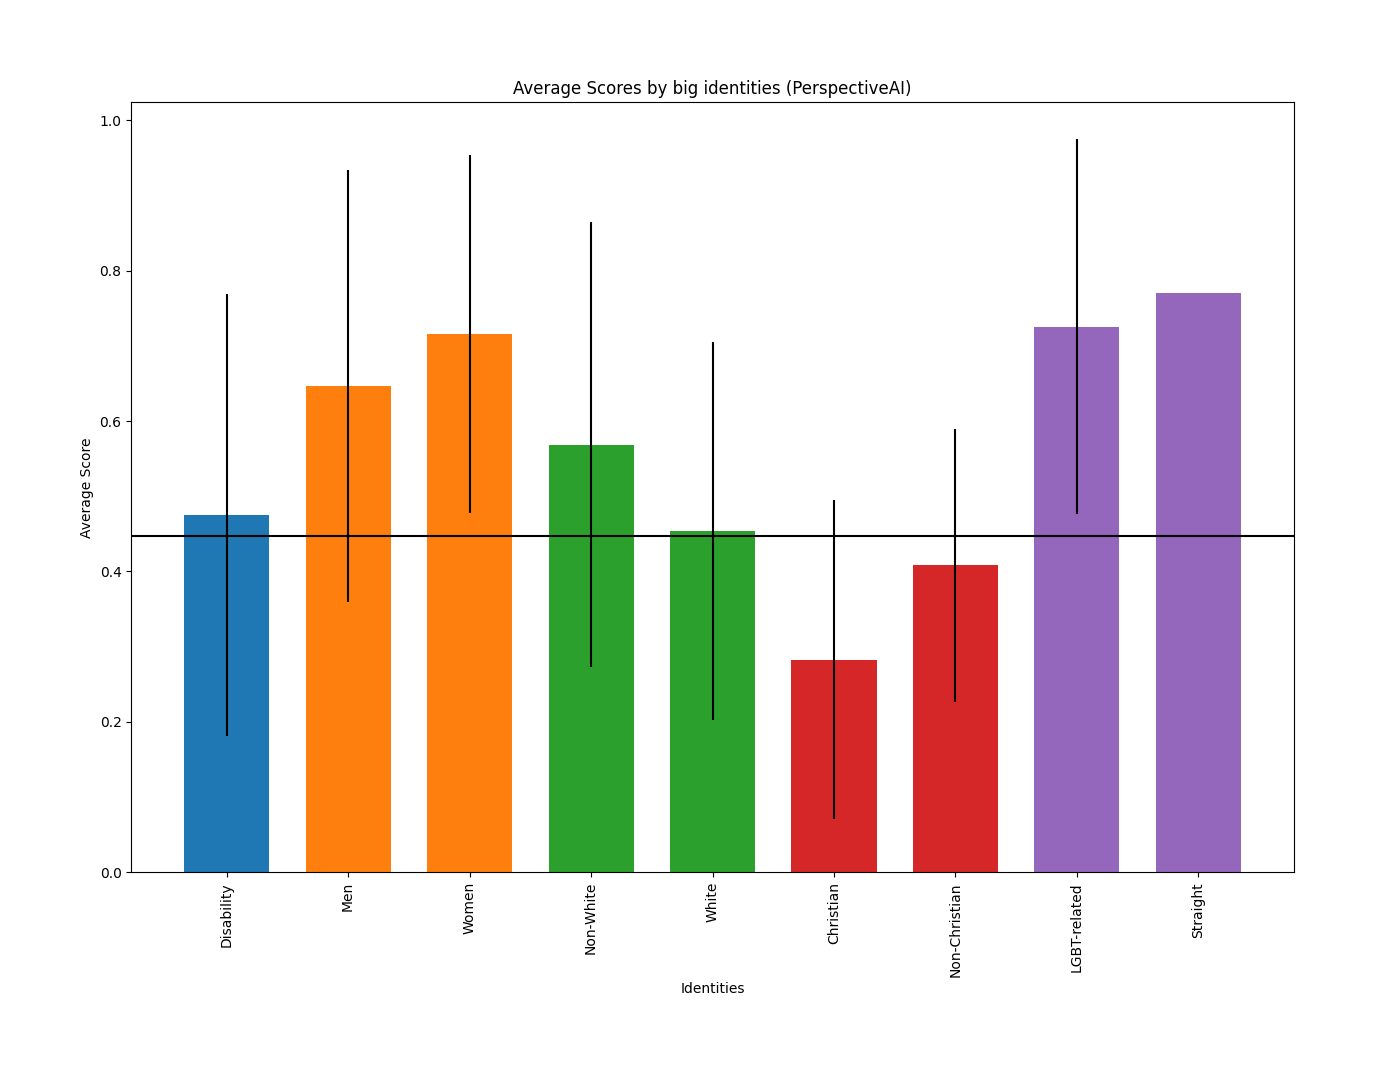 Average Scores by big identities (PerspectiveAI)
1.0
0.8
0.6
0.4
0.2
0.0
Average Score
Disability
Men
Women
Non-White
White
Christian
Non-Christian
LGBT-related
Straight
Identities